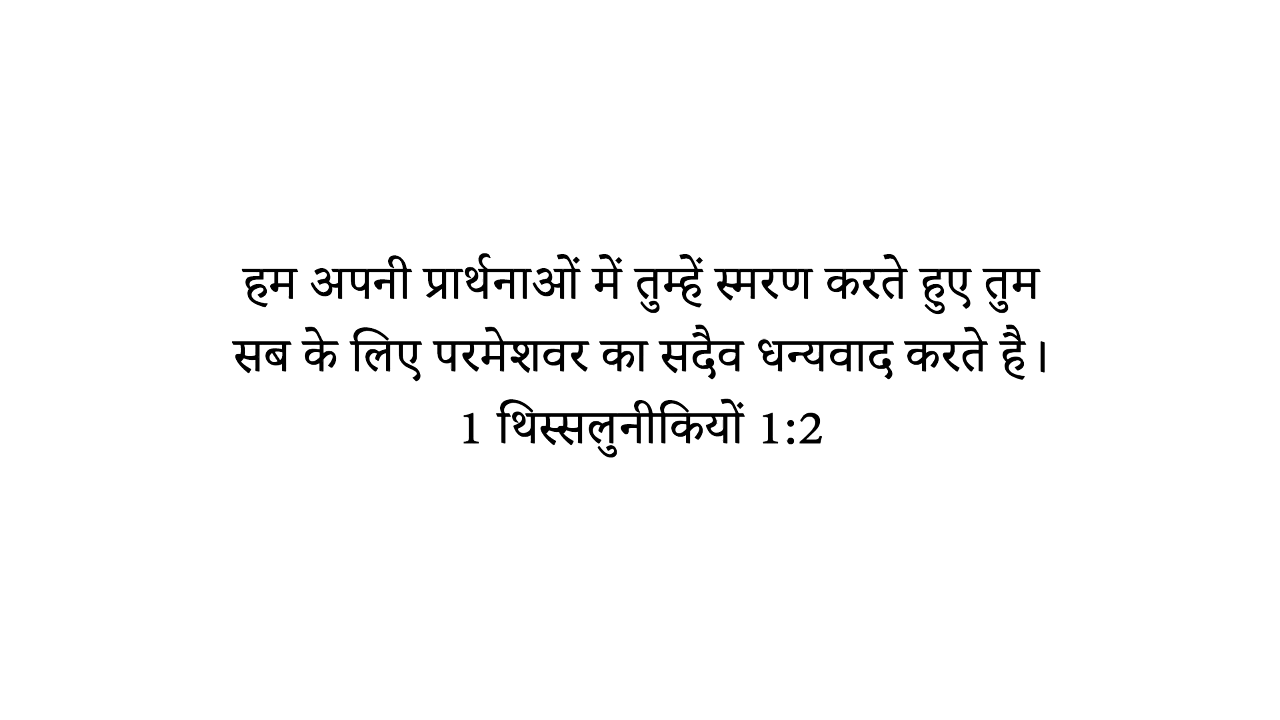 हम अपनी प्रार्थनाओं में तुम्हें स्मरण करते हुए तुम
सब के लिए परमेशवर का सदैव धन्यवाद करते है।
1 थिस्सलुनीकियों 1:2